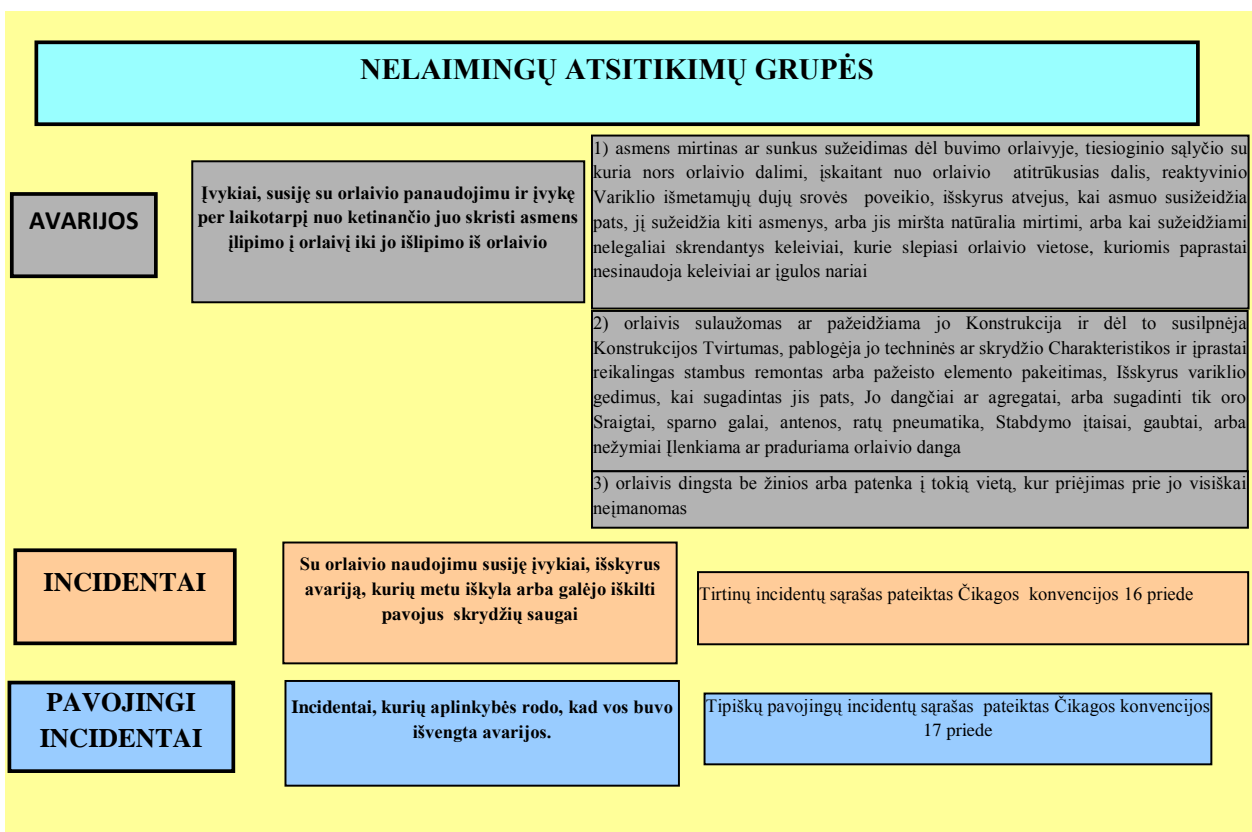 NELAIMINGŲ ATSITIKIMŲ GRUPĖS
AVARIJOS
Įvykiai, susiję su orlaivio panaudojimu ir įvykę
per laikotarpį nuo ketinančio juo skristi asmens
įlipimo į orlaivį iki jo išlipimo iš orlaivio
1) asmens mirtinas ar sunkus sužeidimas dėl buvimo orlaivyje, tiesioginio sąlyčio su
kuria nors orlaivio dalimi, įskaitant nuo orlaivio atitrūkusias dalis, reaktyvinio
Variklio išmetamųjų dujų srovės poveikio, išskyrus atvejus, kai asmuo susižeidžia
pats, jį sužeidžia kiti asmenys, arba jis miršta natūralia mirtimi, arba kai sužeidžiami
nelegaliai skrendantys keleiviai, kurie slepiasi orlaivio vietose, kuriomis paprastai
nesinaudoja keleiviai ar įgulos nariai
2) orlaivis sulaužomas ar pažeidžiama jo Konstrukcija ir dėl to susilpnėja
Konstrukcijos Tvirtumas, pablogėja jo techninės ar skrydžio Charakteristikos ir įprastai
reikalingas stambus remontas arba pažeisto elemento pakeitimas, Išskyrus variklio
gedimus, kai sugadintas jis pats, Jo dangčiai ar agregatai, arba sugadinti tik oro
Sraigtai, sparno galai, antenos, ratų pneumatika, Stabdymo įtaisai, gaubtai, arba
nežymiai Įlenkiama ar praduriama orlaivio danga
3) orlaivis dingsta be žinios arba patenka į tokią vietą, kur priėjimas prie jo visiškai
neįmanomas
INCIDENTAI
Su orlaivio naudojimu susiję įvykiai, išskyrus
avariją, kurių metu iškyla arba galėjo iškilti
pavojus skrydžių saugai
Tirtinų incidentų sąrašas pateiktas Čikagos konvencijos 16 priede
PAVOJINGI
INCIDENTAI
Incidentai, kurių aplinkybės rodo, kad vos buvo
išvengta avarijos.
Tipiškų pavojingų incidentų sąrašas pateiktas Čikagos konvencijos
17 priede